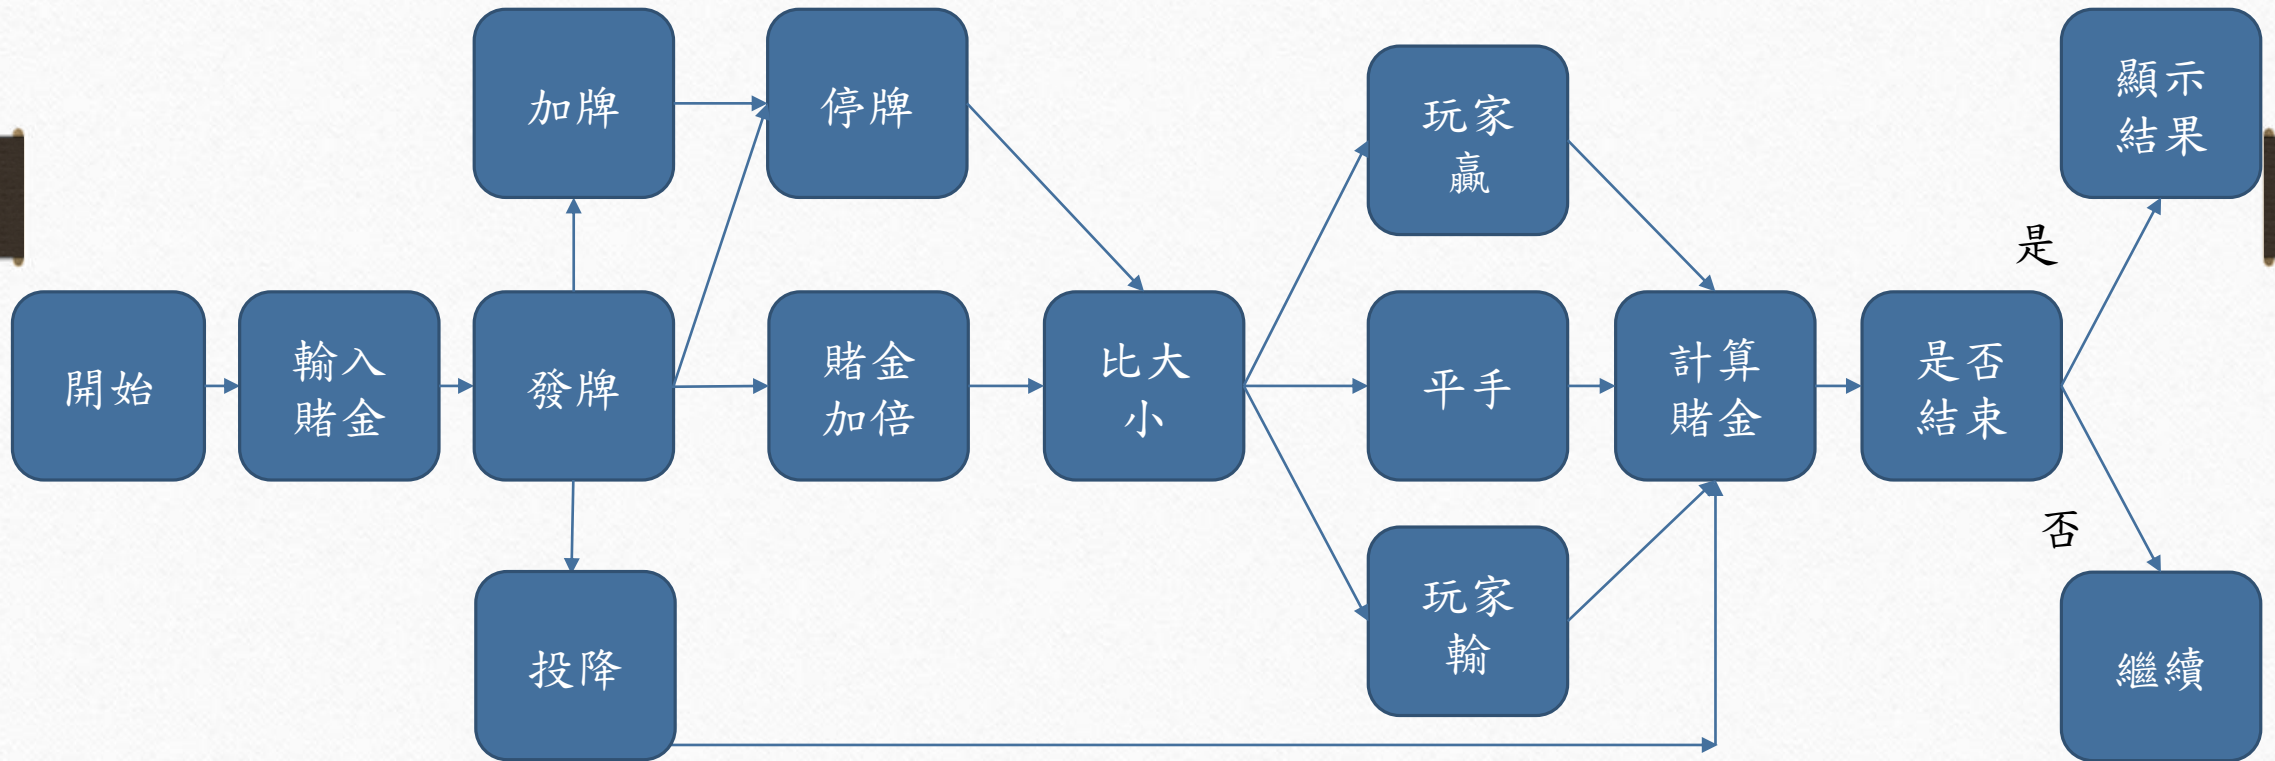 加牌
停牌
玩家
贏
顯示
結果
是
開始
輸入
賭金
發牌
賭金
加倍
比大
小
平手
計算
賭金
是否
結束
否
投降
玩家
輸
繼續